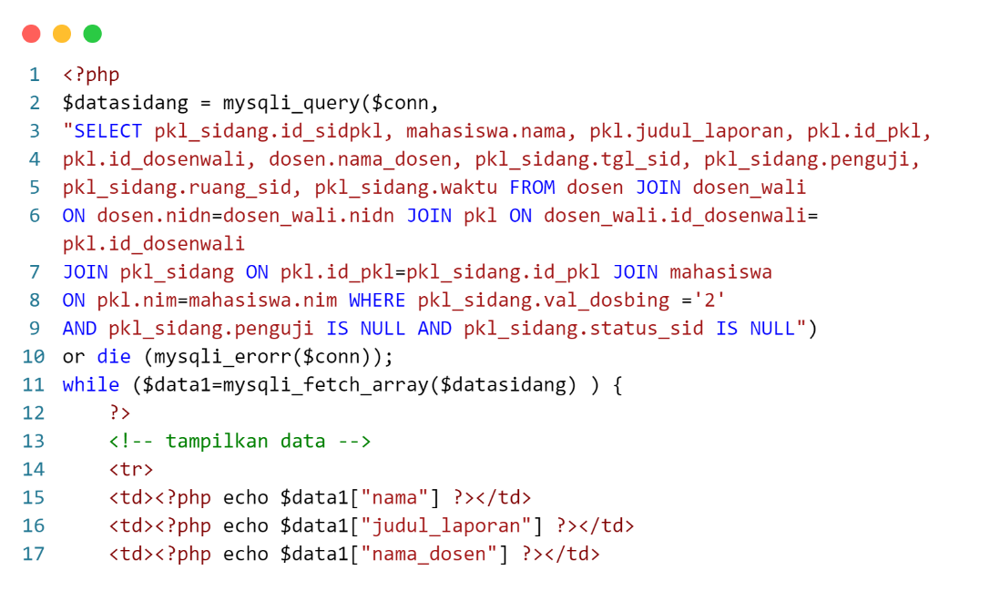 1 <?php
2 $datasidang = mysqli_query($conn,
3 "SELECT pkl_sidang.id_sidpkl, mahasiswa.nama, pkl.judul_laporan, pkl.id_pkl,
4 pkl.id_dosenwali, dosen.nama_dosen, pkl_sidang.tgl_sid, pkl_sidang.penguji,
5 pkl_sidang.ruang_sid, pkl_sidang.waktu FROM dosen JOIN dosen_wali
6 ON dosen.nidn=dosen_wali.nidn JOIN pkl ON dosen_wali.id_dosenwali=
pkl.id_dosenwali
7 JOIN pkl_sidang ON pkl.id_pkl=pkl_sidang.id_pkl JOIN mahasiswa
8 ON pkl.nim=mahasiswa.nim WHERE pkl_sidang.val_dosbing ='2'
9 AND pkl_sidang.penguji IS NULL AND pkl_sidang.status_sid IS NULL")
10 or die (mysqli_erorr($conn));
11 while ($data1=mysqli_fetch_array($datasidang) ) {
12     ?>
13     <!-- tampilkan data -->
14     <tr>
15     <td><?php echo $data1["nama"] ?></td>
16     <td><?php echo $data1["judul_laporan"] ?></td>
17     <td><?php echo $data1["nama_dosen"] ?></td>